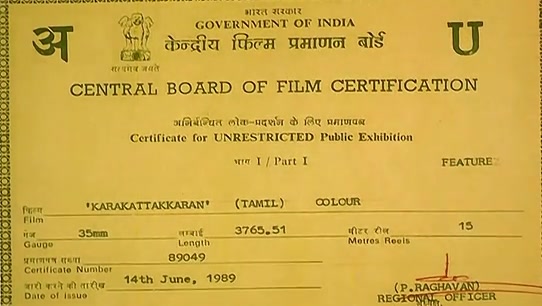 भारत सरकार
GOVERNMENT OF INDIA
अ केन्द्रीय फिल्म प्रमाणन बोर्ड U
सत्यमेव जयते
CENTRAL BOARD OF FILM CERTIFICATION
अनिर्बन्धित लोक-प्रदर्शन के लिए प्रमाणपत्र
Certificate for UNRESTRICTED Public Exhibition
भाग I / Part I FEATURE
फिल्म "KARAKATTAKKARAN" (TAMIL) COLOUR
Film
गेज 35mm लम्बाई 3765.51 मीटर रील 15
Gauge Length Metres Reels
प्रमाणपत्र संख्या 89049
Certificate Number
जारी करने की तारीख 14th June, 1989
Date of Issue
(P.RAGHAVAN)
REGIONAL OFFICER